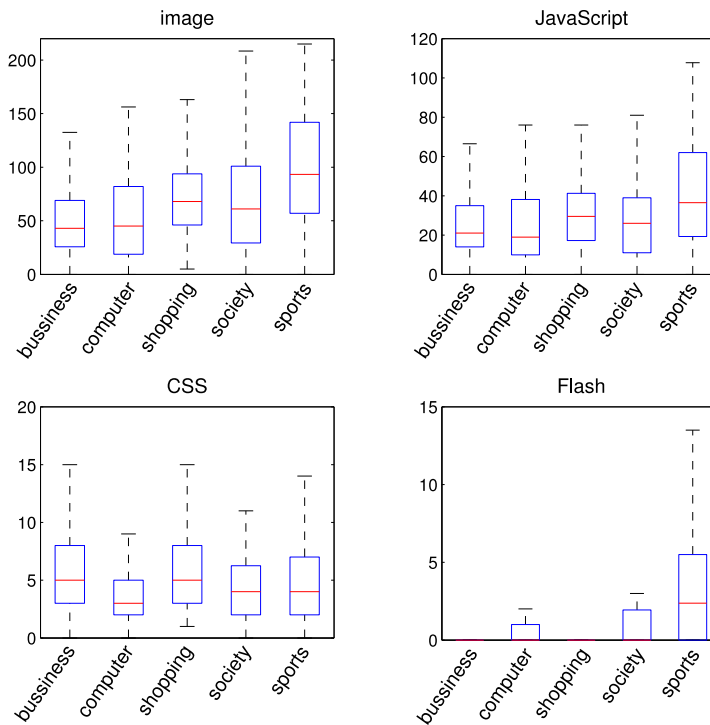 image
JavaScript
200
150
100
50
0
bussiness
computer
shopping
society
sports
120
100
80
60
40
20
0
bussiness
computer
shopping
society
sports
CSS
Flash
20
15
10
5
0
bussiness
computer
shopping
society
sports
15
10
5
0
bussiness
computer
shopping
society
sports